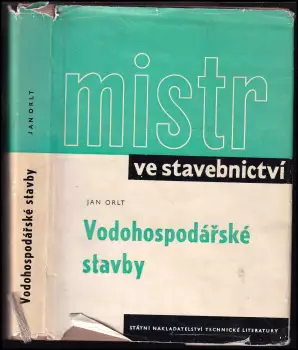 JAN ORLT
Vodohospodářské stavby
mistr
ve stavebnictví
JAN ORLT
Vodohospodářské
stavby
STÁTNÍ NAKLADATELSTVÍ TECHNICKÉ LITERATURY